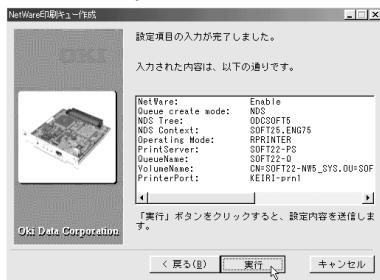 NetWare印刷キュー作成
OKI
設定項目の入力が完了しました。
入力された内容は、以下の通りです。
NetWare: Enable
Queue create mode: NDS
NDS Tree: ODCSOFT5
NDS Context: SOFT25.ENG75
Operating Mode: RPRINTER
PrintServer: SOFT22-PS
QueueName: SOFT22-Q
VolumeName: CN=SOFT22-NW5_SYS.OU=SOF
PrinterPort: KEIRI-prn1
「実行」ボタンをクリックすると、設定内容を送信しま
す。
Oki Data Corporation
< 戻る(B)
実行
キャンセル